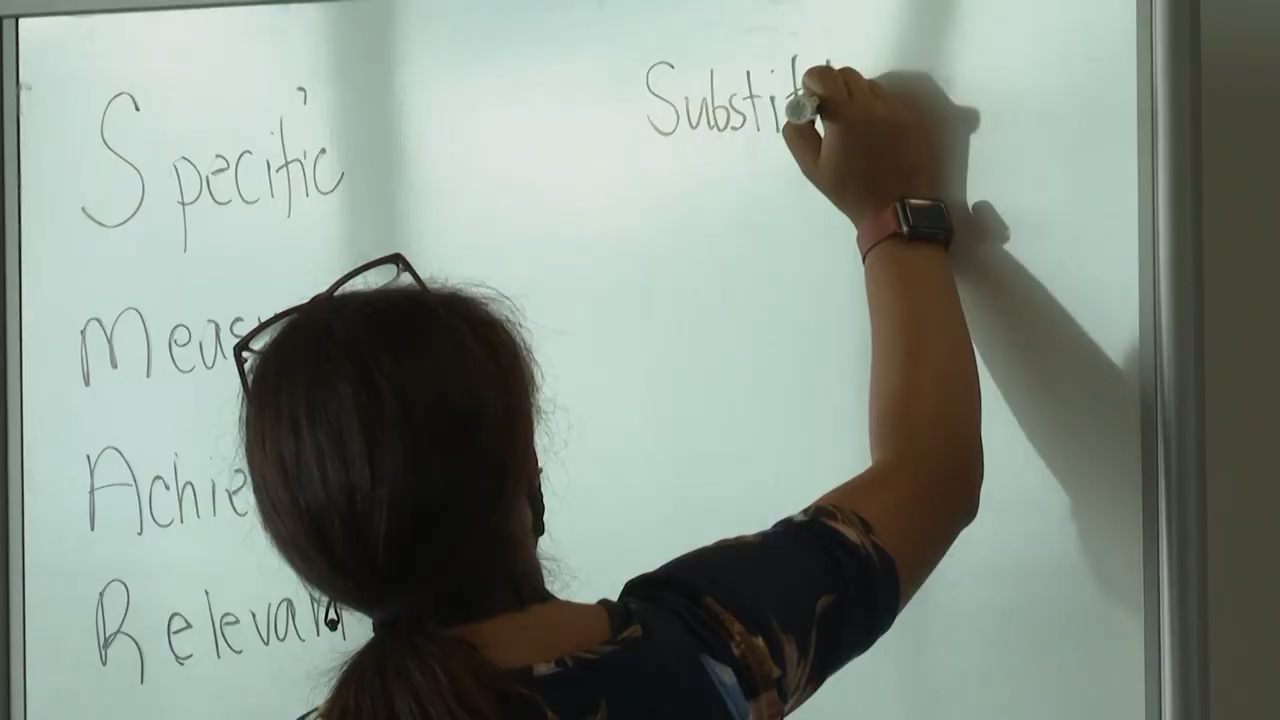 Specific
Meas
Achie
Relevan
Substit